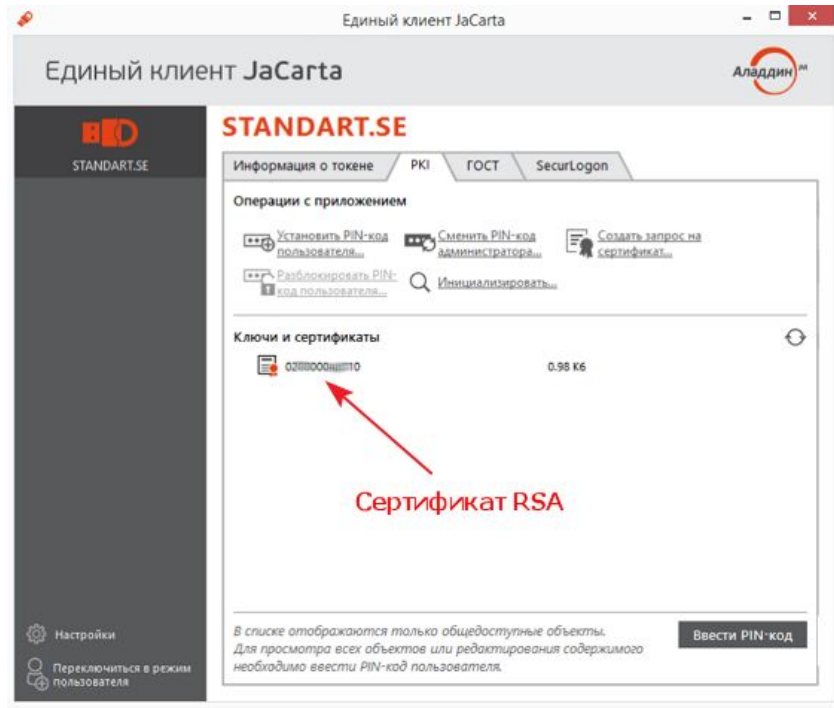 Единый клиент JaCarta
Единый клиент JaCarta
Аладдин
STANDART.SE
STANDART.SE
Информация о токене
PKI
ГОСТ
SecurLogon
Операции с приложением
Установить PIN-код
пользователя...
Сменить PIN-код
администратора...
Создать запрос на
сертификат...
Разблокировать PIN-
код пользователя...
Инициализировать...
Ключи и сертификаты
0.98 Кб
Сертификат RSA
В списке отображаются только общедоступные объекты.
Для просмотра всех объектов или редактирования содержимого
необходимо ввести PIN-код пользователя.
Ввести PIN-код
Настройки
Переключиться в режим
пользователя